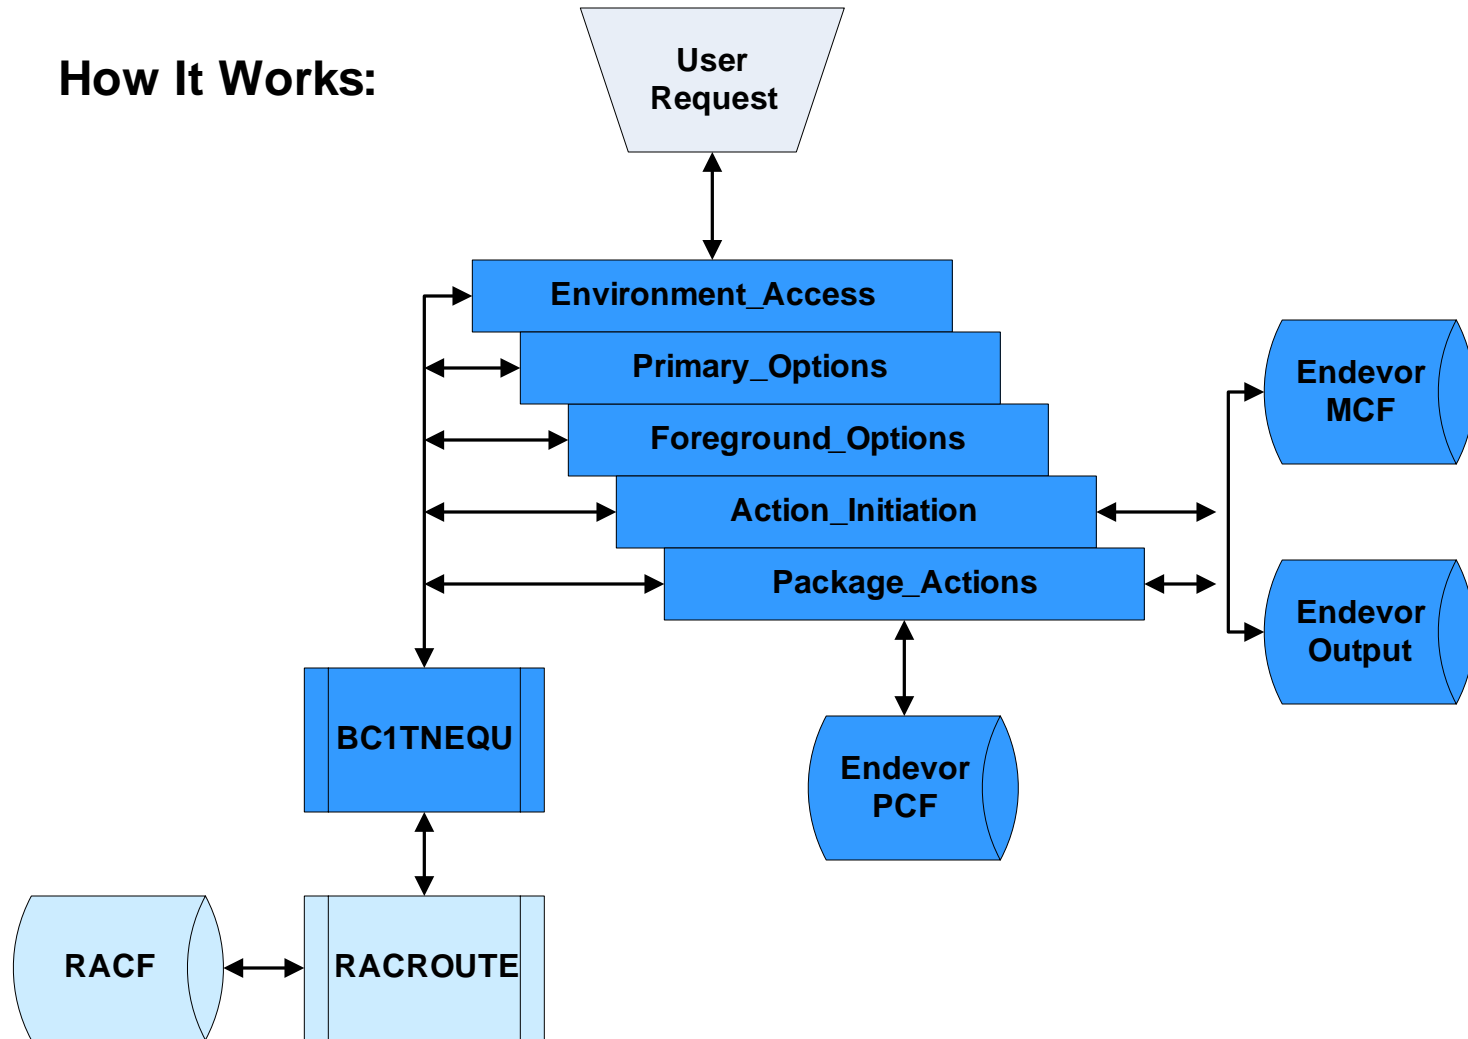 How It Works:
User
Request
Environment_Access
Primary_Options
Foreground_Options
Action_Initiation
Package_Actions
Endevor
MCF
Endevor
Output
BC1TNEQU
Endevor
PCF
RACF
RACROUTE